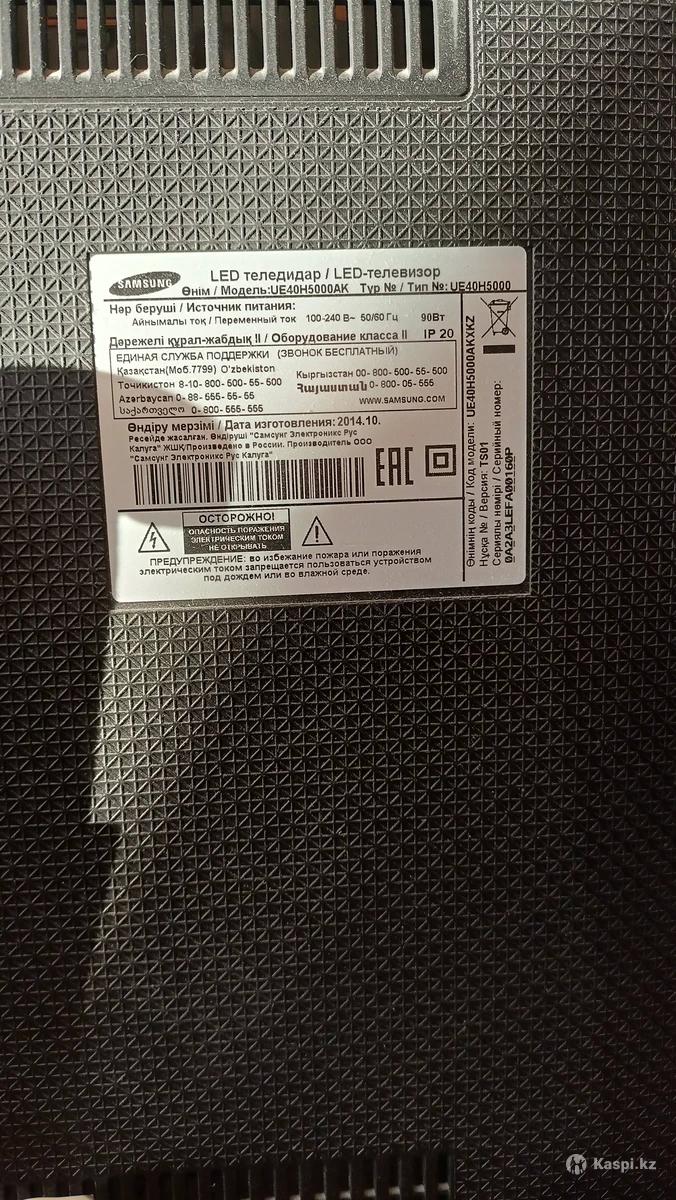 SAMSUNG
LED теледидар / LED-телевизор
Өнім / Модель:UE40H5000AK Түр № / Тип №: UE40H5000
Нәр беруші / Источник питания:
Айнымалы ток / Переменный ток 100-240 В~ 50/60 Гц 90Вт
Дәрежелі құрал-жабдық II / Оборудование класса II IP 20
ЕДИНАЯ СЛУЖБА ПОДДЕРЖКИ (ЗВОНОК БЕСПЛАТНЫЙ)
Қазақстан(Моб.7799) O'zbekiston Кыргызстан 00-800-500-55-500
Тоҷикистон 8-10-800-500-55-500 Հայաստան 0-800-05-555
Azərbaycan 0-88-555-55-55 WWW.SAMSUNG.COM
საქართველო 0-800-555-555
Өндіру мерзімі / Дата изготовления: 2014.10.
Ресейде жасалған. Өндіруші "Самсунг Электроникс Рус
Калуга" ЖШҚ/Произведено в России. Производитель ООО
"Самсунг Электроникс Рус Калуга"
EAC
ОСТОРОЖНО!
ОПАСНОСТЬ ПОРАЖЕНИЯ
ЭЛЕКТРИЧЕСКИМ ТОКОМ
НЕ ОТКРЫВАТЬ
ПРЕДУПРЕЖДЕНИЕ: во избежание пожара или поражения
электрическим током запрещается пользоваться устройством
под дождем или во влажной среде.
Өнімнің коды / Код модели: UE40H5000AKXKZ
Нұсқа № / Версия: TS01
Сериялы нөмірі / Серийный номер:
0A2A3LEFA00160P
Kaspi.kz